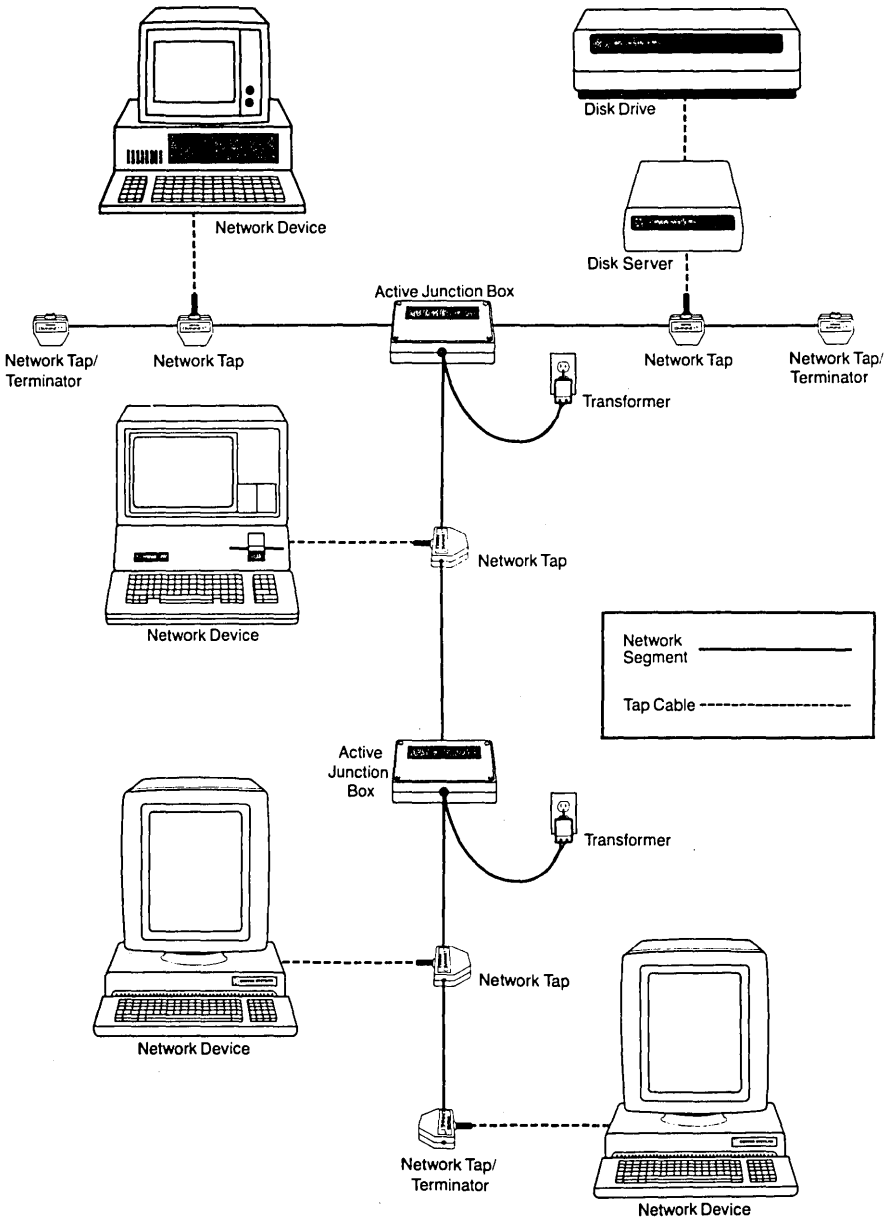 Disk Drive
Network Device
Disk Server
Active Junction Box
Network Tap/
Terminator
Network Tap
Network Tap
Network Tap/
Terminator
Transformer
Network Tap
Network Device
Network
Segment
Tap Cable
Active
Junction
Box
Transformer
Network Tap
Network Device
Network Tap/
Terminator
Network Device